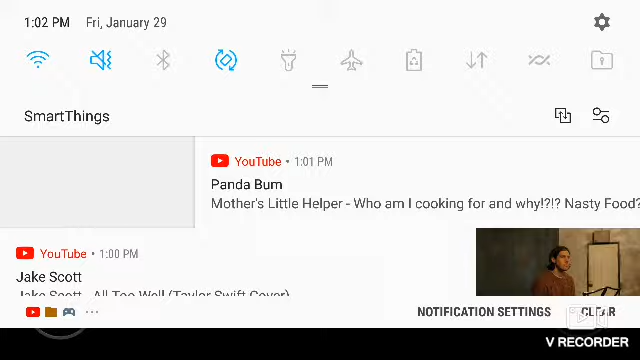 1:02 PM Fri, January 29
SmartThings
YouTube • 1:01 PM
Panda Bum
Mother's Little Helper - Who am I cooking for and why!?!? Nasty Food?
YouTube • 1:00 PM
Jake Scott
Jake Scott - All Too Well (Taylor Swift Cover)
NOTIFICATION SETTINGS CLEAR
V RECORDER